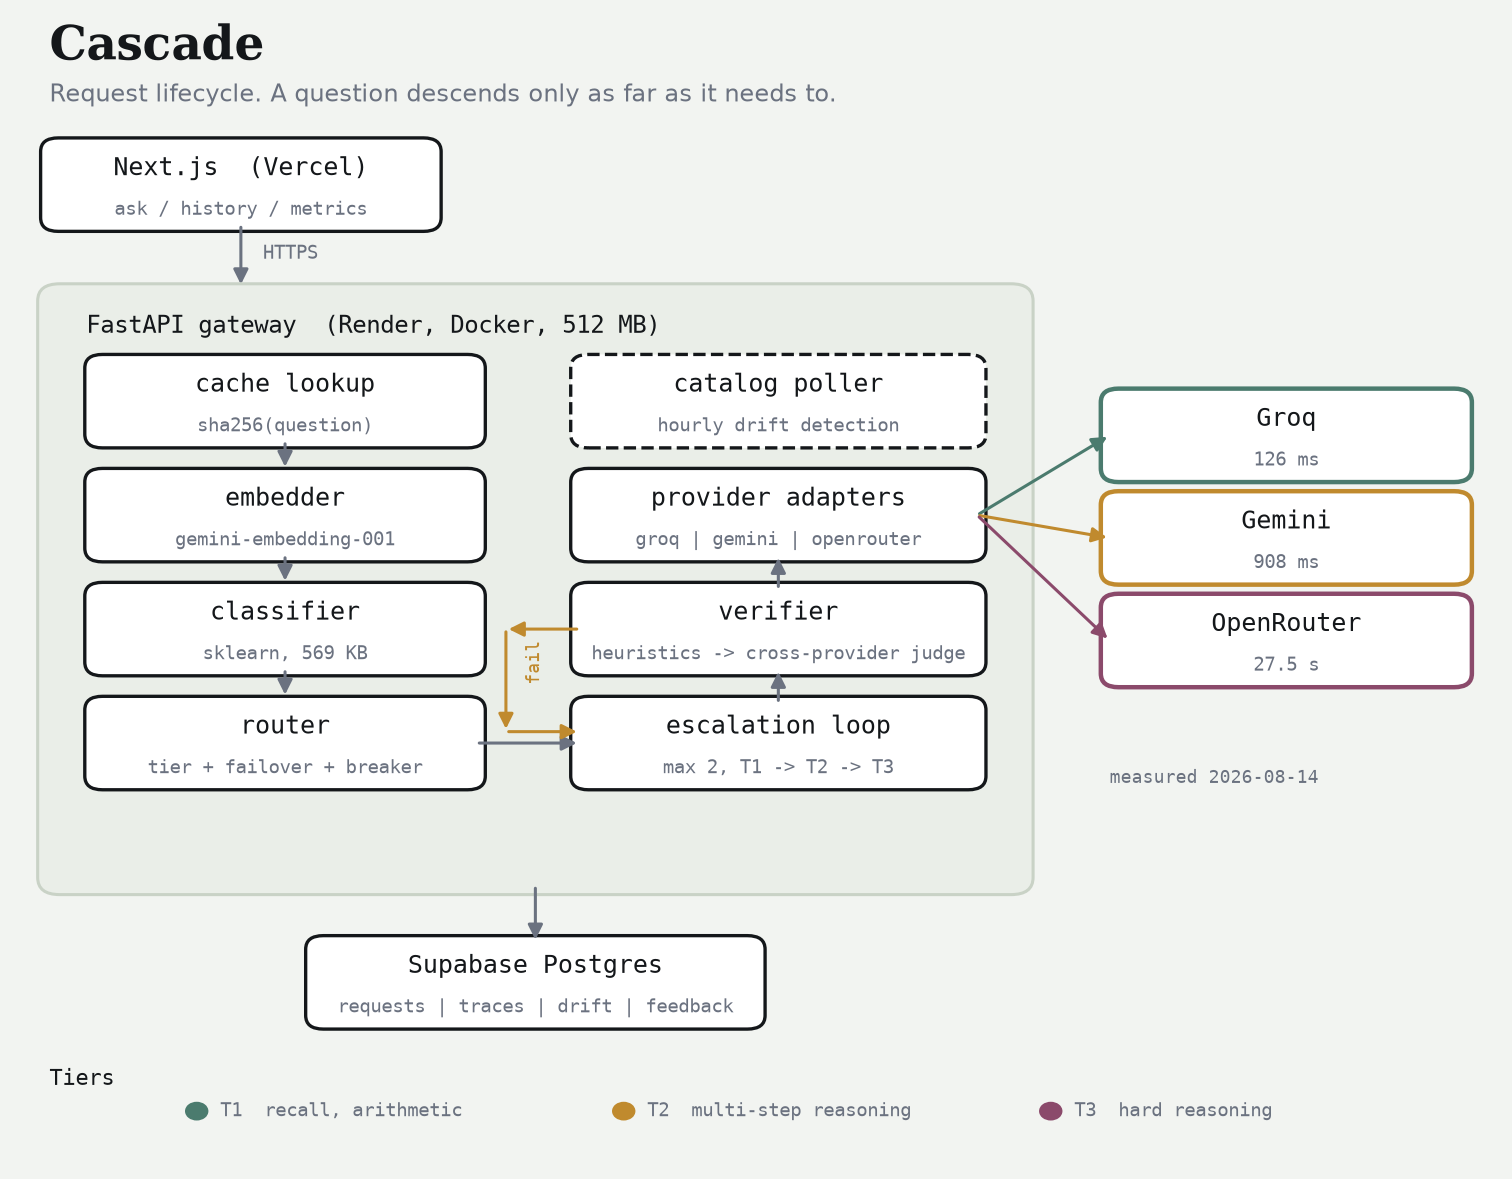 Cascade
Request lifecycle. A question descends only as far as it needs to.
Next.js  (Vercel)
ask / history / metrics
HTTPS
FastAPI gateway  (Render, Docker, 512 MB)
cache lookup
sha256(question)
embedder
gemini-embedding-001
classifier
sklearn, 569 KB
router
tier + failover + breaker
catalog poller
hourly drift detection
provider adapters
groq | gemini | openrouter
verifier
heuristics -> cross-provider judge
fail
escalation loop
max 2, T1 -> T2 -> T3
Groq
126 ms
Gemini
908 ms
OpenRouter
27.5 s
measured 2026-08-14
Supabase Postgres
requests | traces | drift | feedback
Tiers
T1  recall, arithmetic
T2  multi-step reasoning
T3  hard reasoning